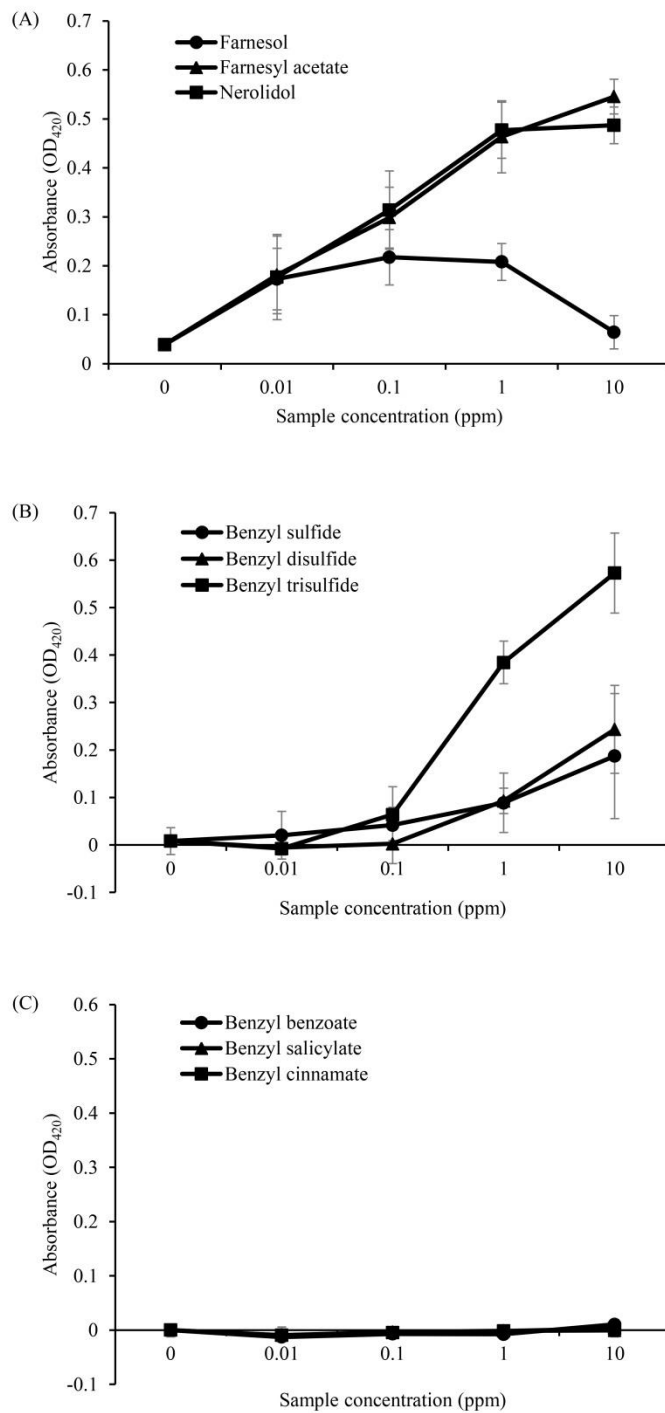 (A)
0.7
0.6
0.5
0.4
0.3
0.2
0.1
0
Absorbance (OD420)
Farnesol
Farnesyl acetate
Nerolidol
0 0.01 0.1 1 10
Sample concentration (ppm)
(B)
0.7
0.6
0.5
0.4
0.3
0.2
0.1
0
-0.1
Absorbance (OD420)
Benzyl sulfide
Benzyl disulfide
Benzyl trisulfide
0 0.01 0.1 1 10
Sample concentration (ppm)
(C)
0.6
0.5
0.4
0.3
0.2
0.1
0
-0.1
Absorbance (OD420)
Benzyl benzoate
Benzyl salicylate
Benzyl cinnamate
0 0.01 0.1 1 10
Sample concentration (ppm)